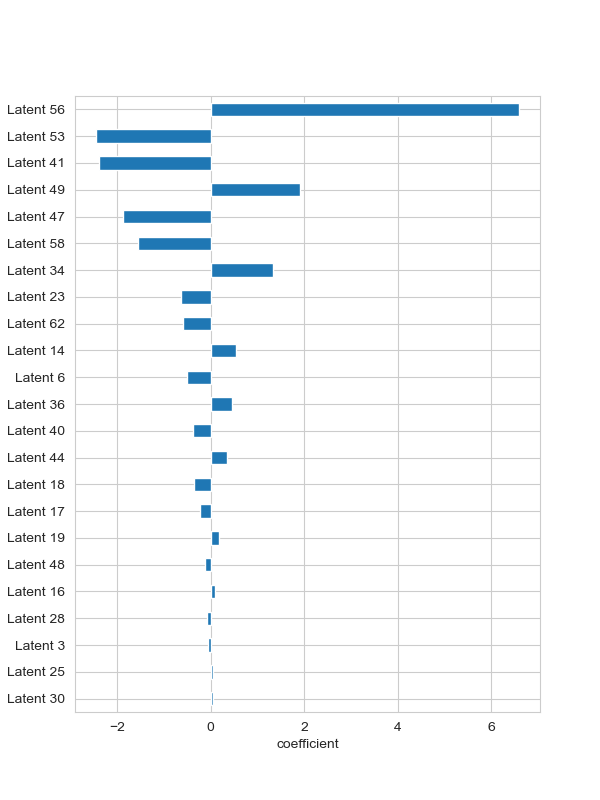 Latent 56
Latent 53
Latent 41
Latent 49
Latent 47
Latent 58
Latent 34
Latent 23
Latent 62
Latent 14
Latent 6
Latent 36
Latent 40
Latent 44
Latent 18
Latent 17
Latent 19
Latent 48
Latent 16
Latent 28
Latent 3
Latent 25
Latent 30
−2 0 2 4 6
coefficient